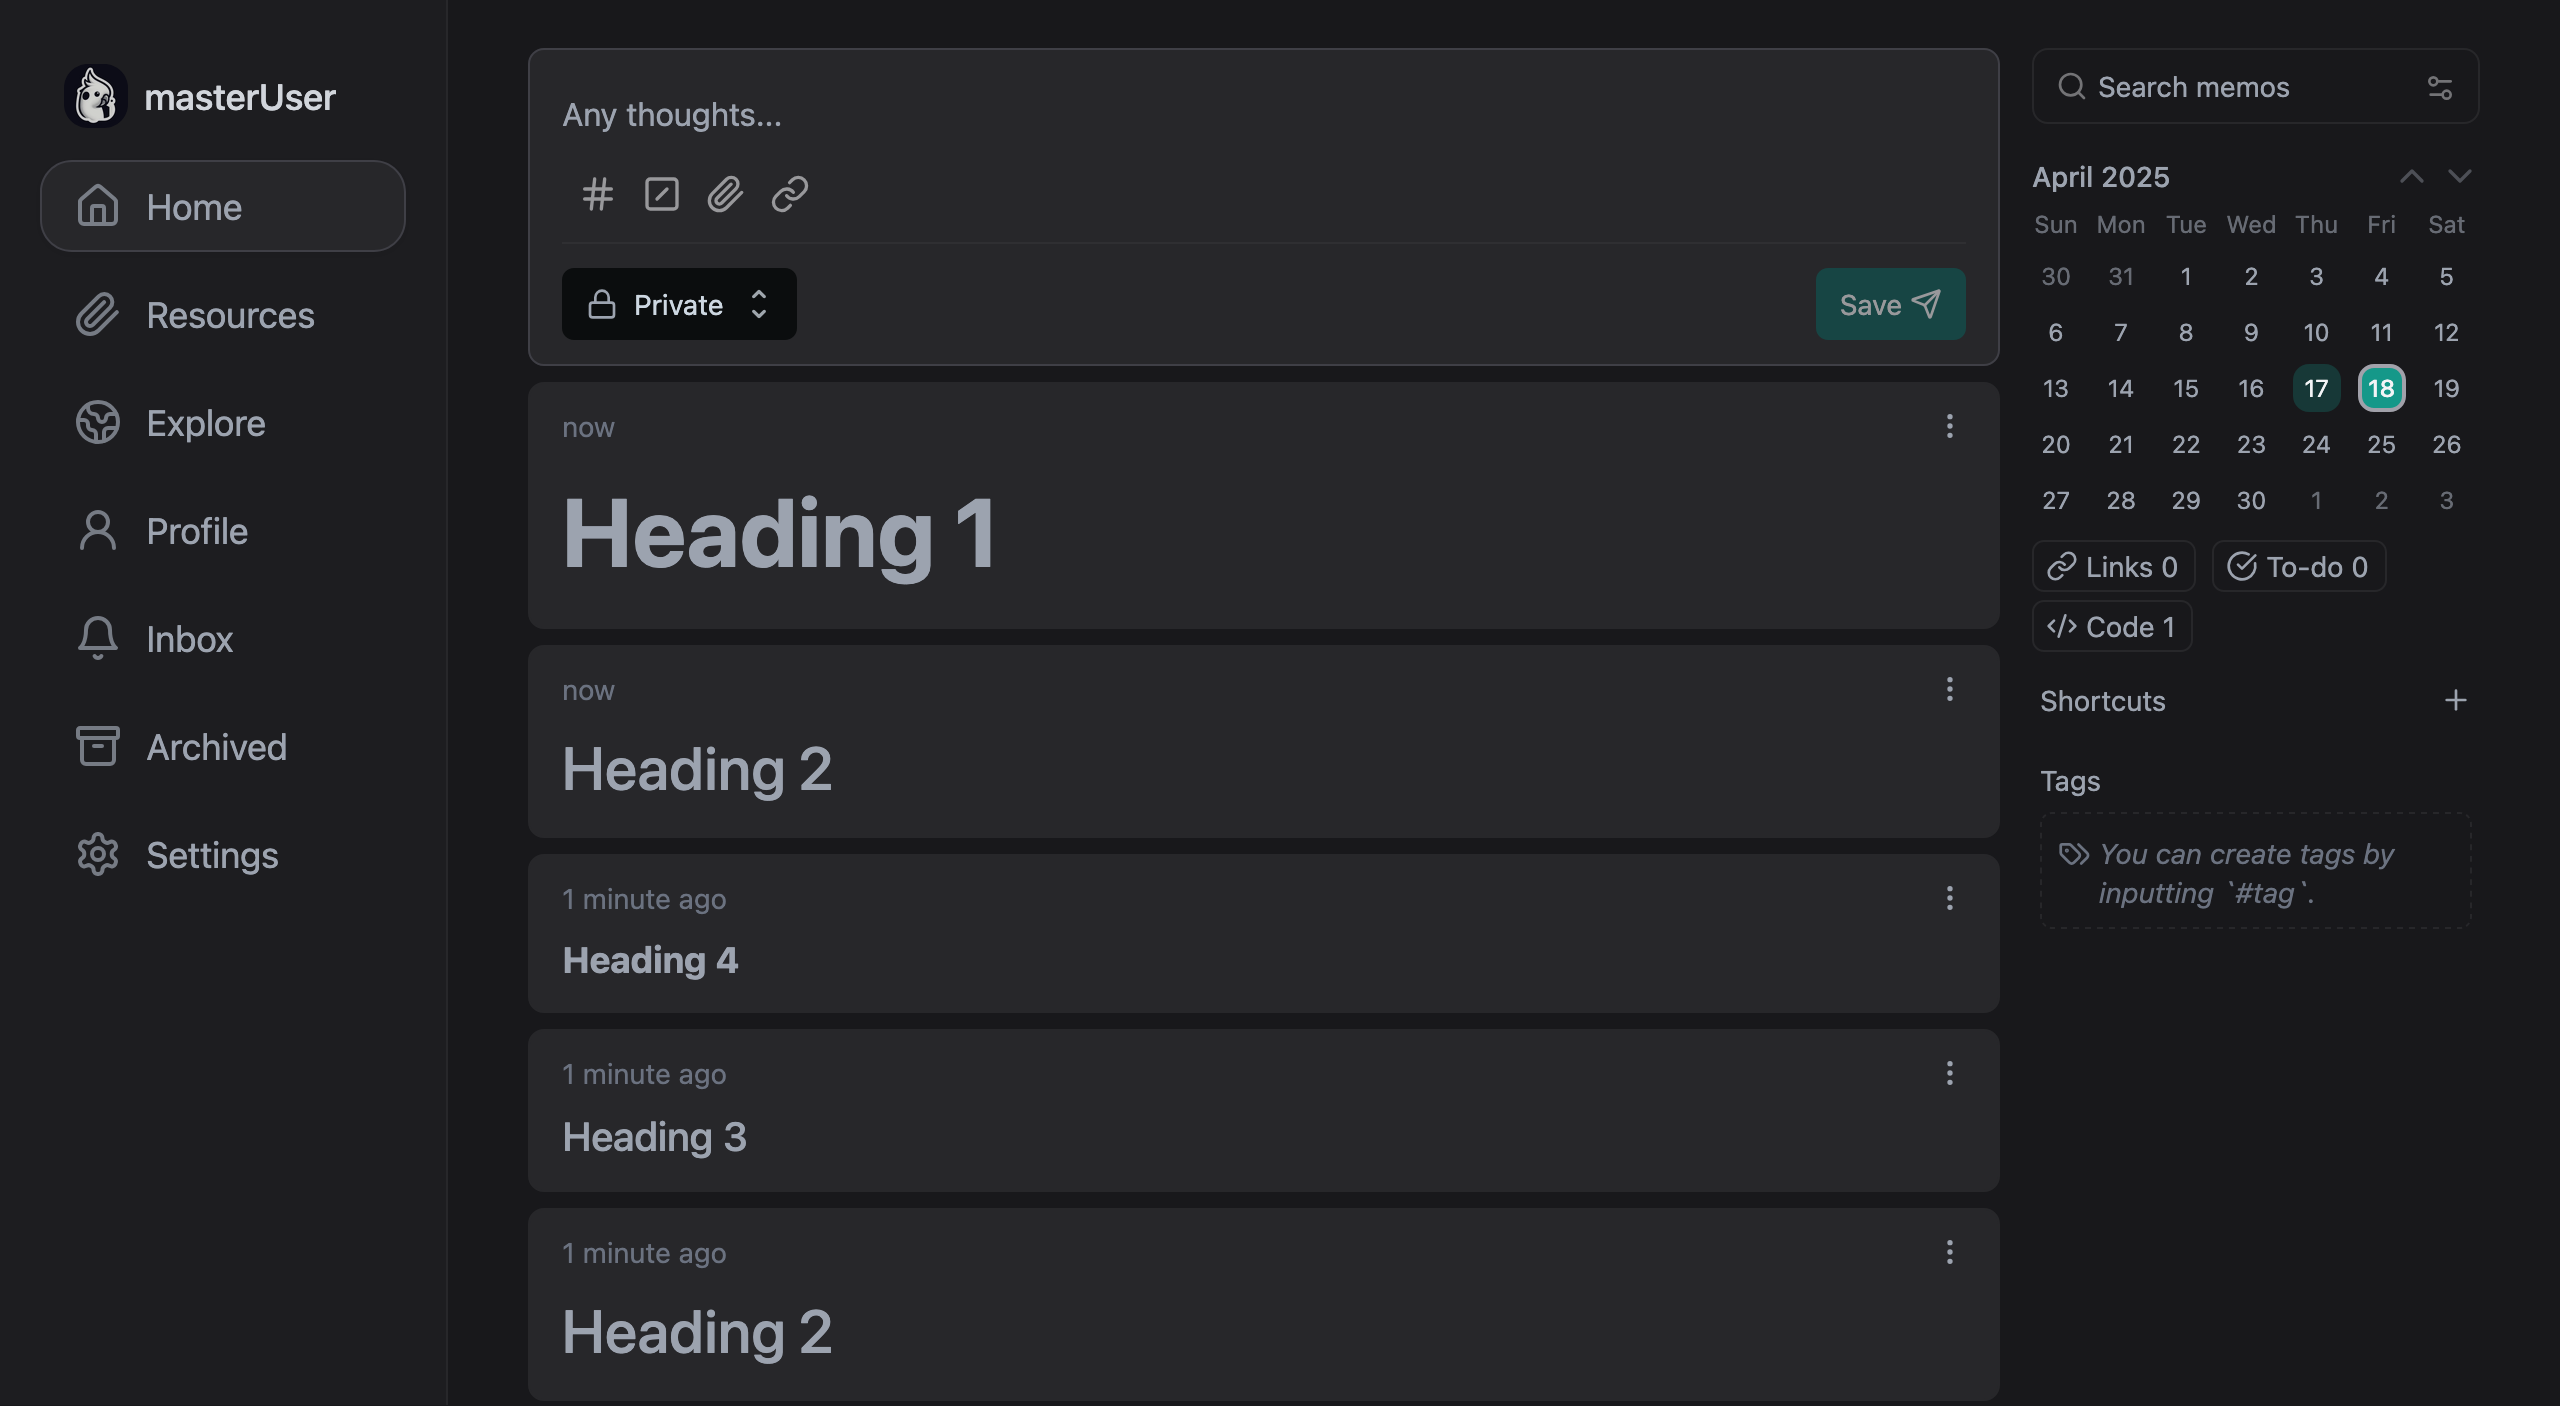 masterUser
Home
Resources
Explore
Profile
Inbox
Archived
Settings
Any thoughts...
Private
Save
now
Heading 1
now
Heading 2
1 minute ago
Heading 4
1 minute ago
Heading 3
1 minute ago
Heading 2
Search memos
April 2025
Sun Mon Tue Wed Thu Fri Sat
30 31 1 2 3 4 5
6 7 8 9 10 11 12
13 14 15 16 17 18 19
20 21 22 23 24 25 26
27 28 29 30 1 2 3
Links 0 To-do 0
Code 1
Shortcuts
Tags
You can create tags by
inputting `#tag`.